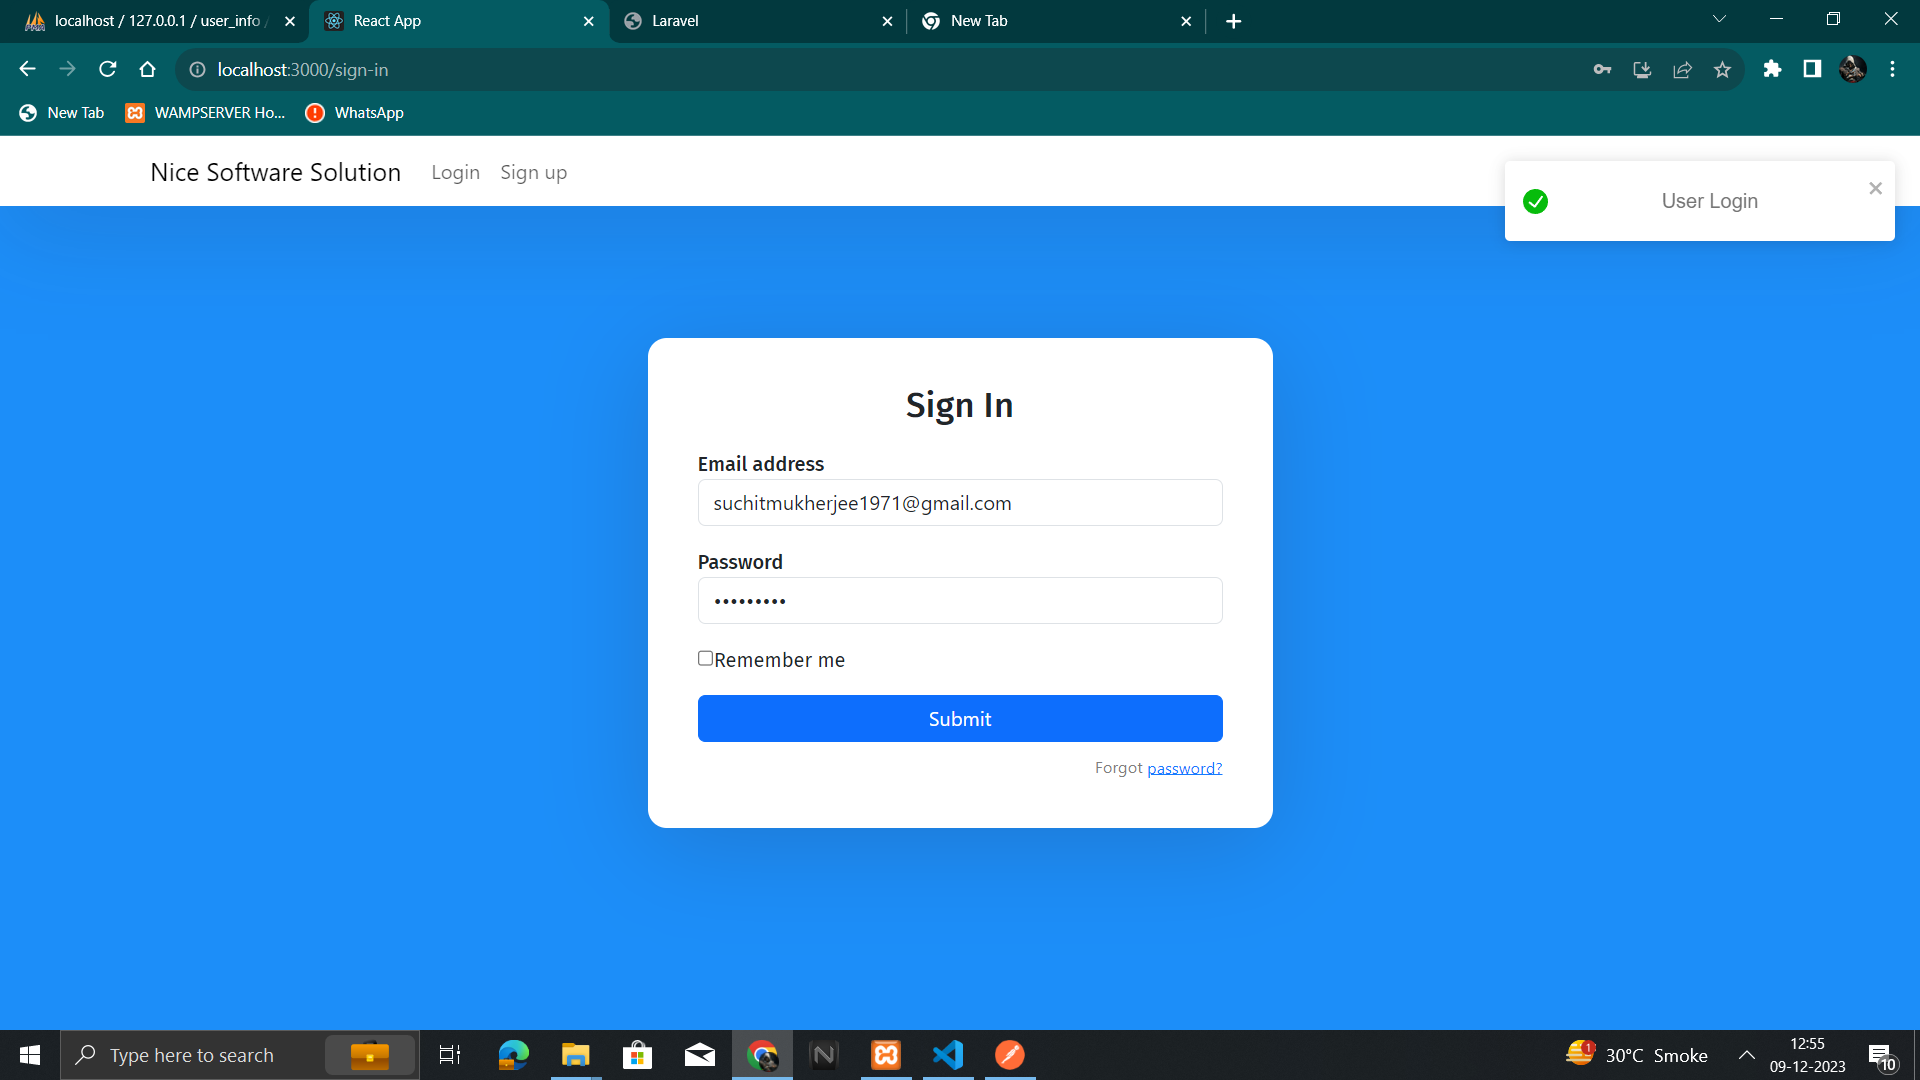 localhost / 127.0.0.1 / user_info /
React App
Laravel
New Tab
localhost:3000/sign-in
New Tab
WAMPSERVER Ho...
WhatsApp
Nice Software Solution
Login
Sign up
User Login
Sign In
Email address
suchitmukherjee1971@gmail.com
Password
•••••••••
Remember me
Submit
Forgot password?
Type here to search
1
30°C Smoke
12:55
09-12-2023
10